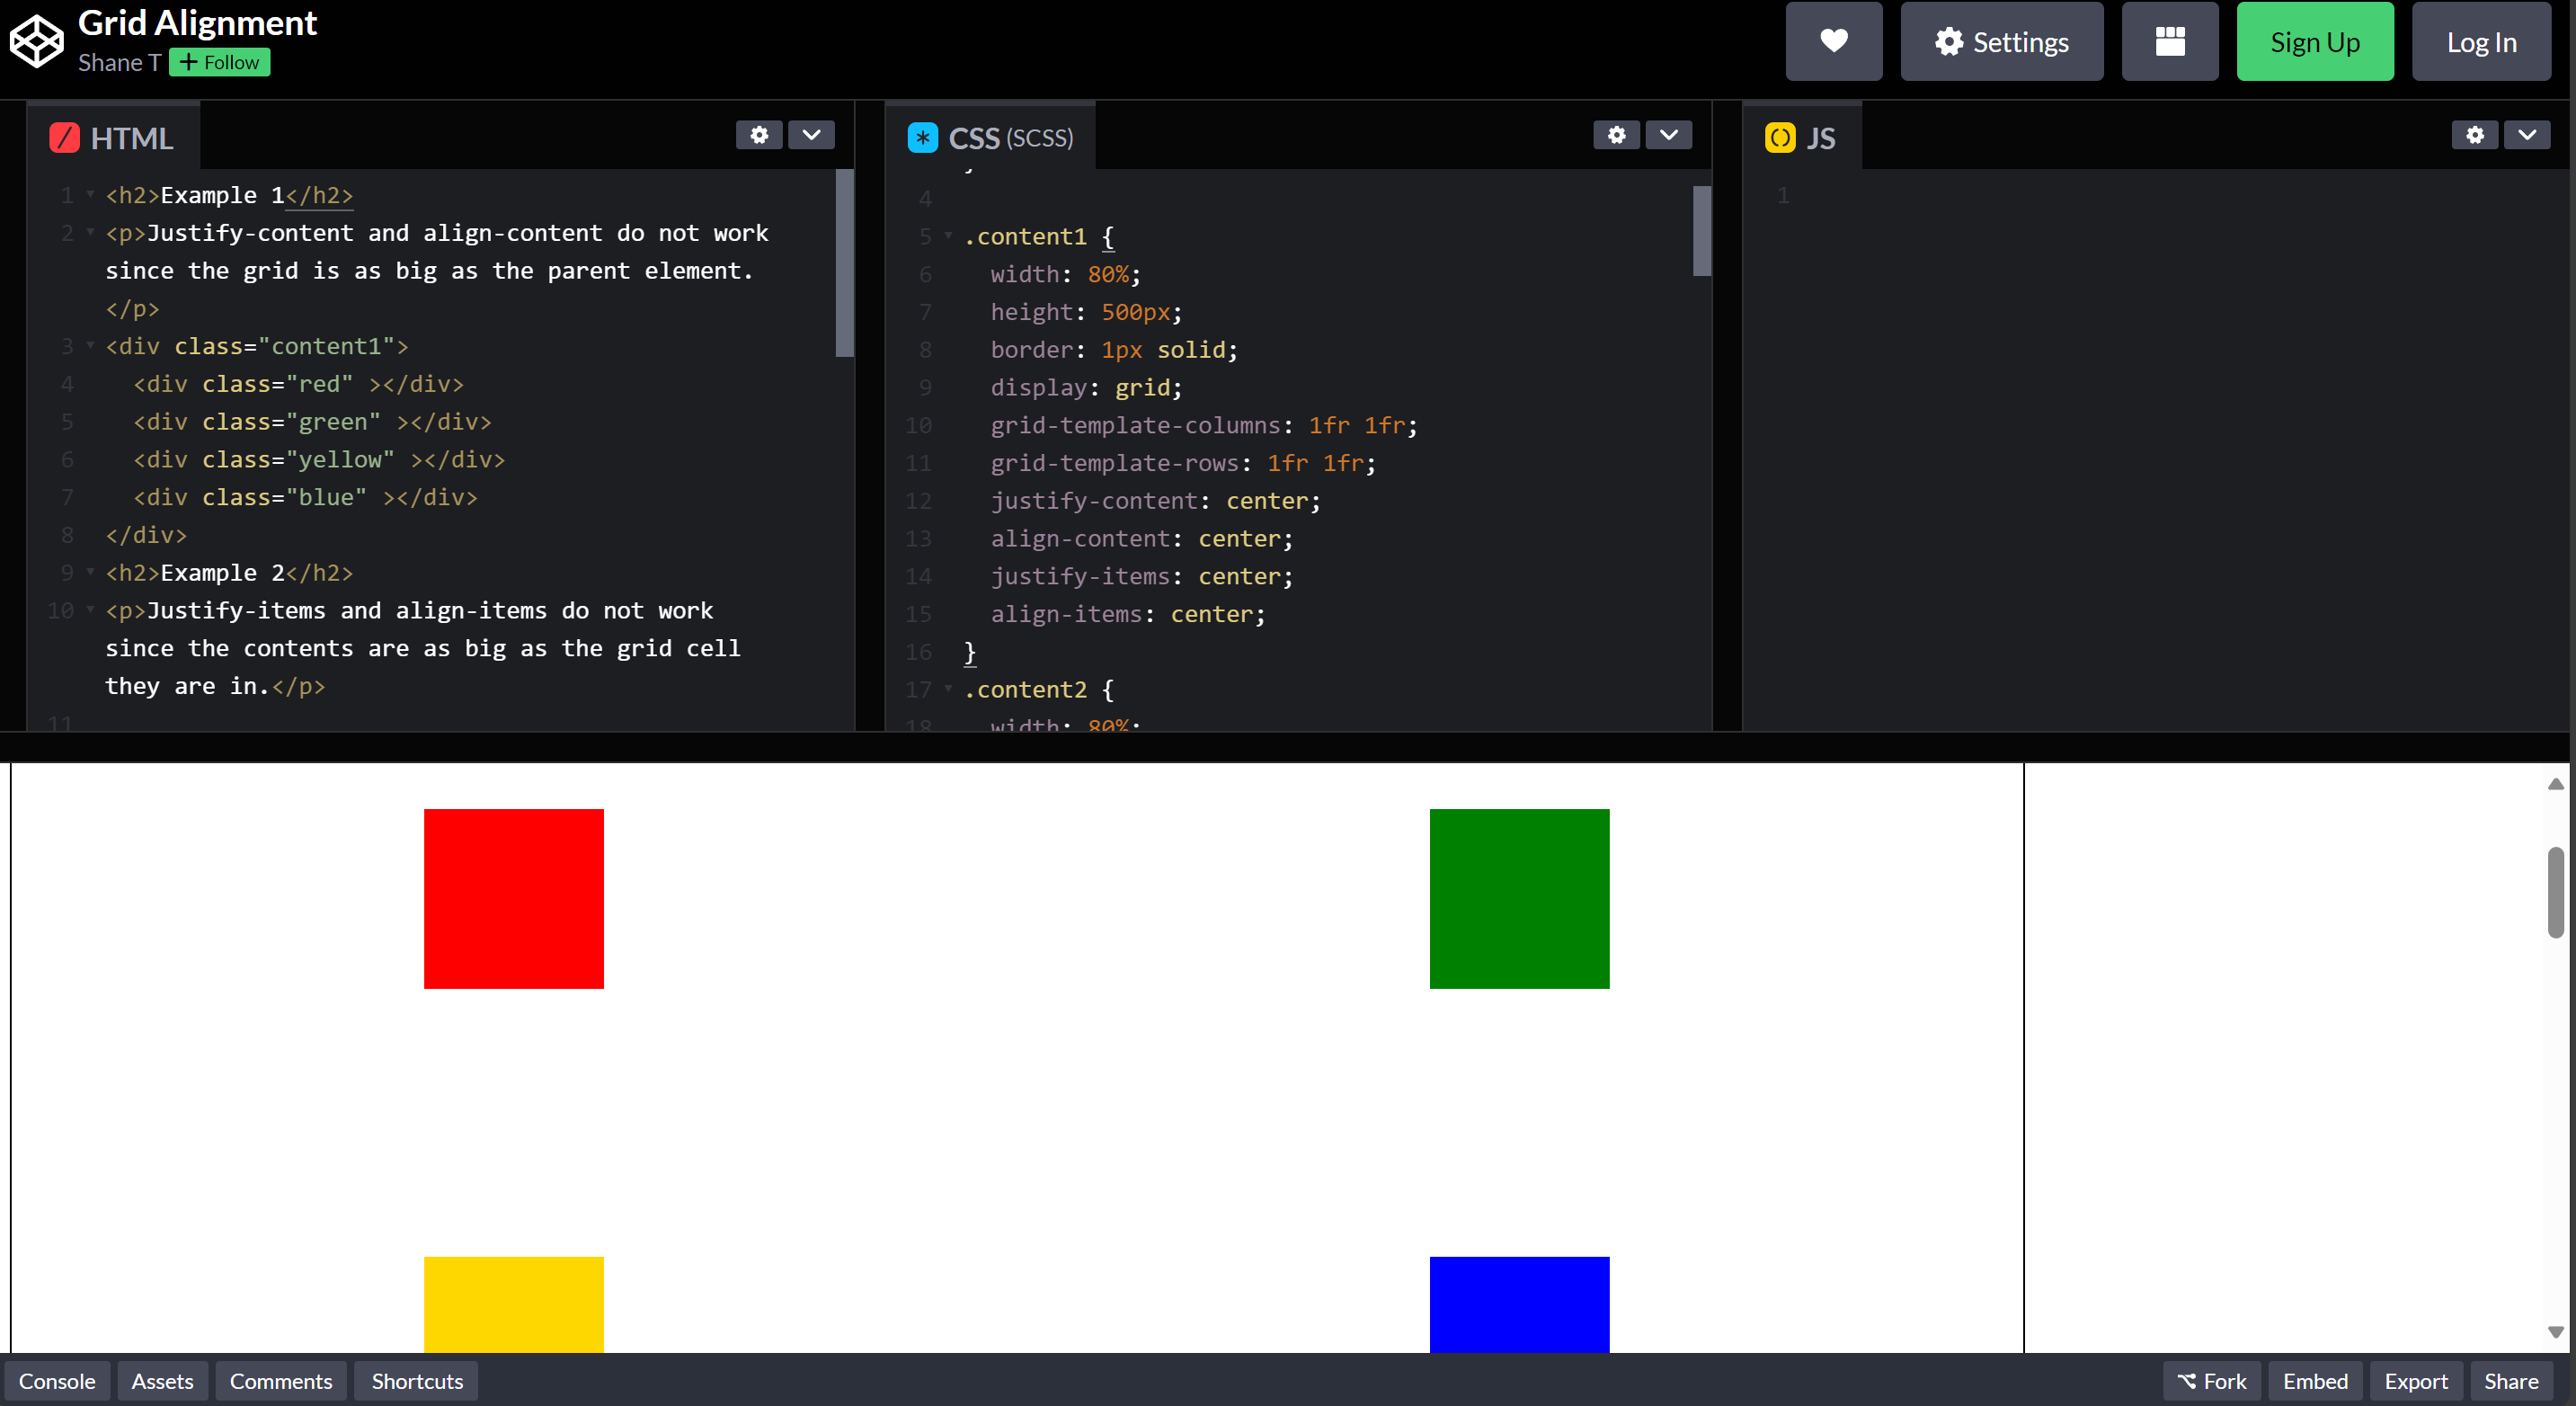 Grid Alignment
Shane T
+ Follow
Settings
Sign Up
Log In
HTML
1 <h2>Example 1</h2>
2 <p>Justify-content and align-content do not work
since the grid is as big as the parent element.
</p>
3 <div class="content1">
4 <div class="red" ></div>
5 <div class="green" ></div>
6 <div class="yellow" ></div>
7 <div class="blue" ></div>
8 </div>
9 <h2>Example 2</h2>
10 <p>Justify-items and align-items do not work
since the contents are as big as the grid cell
they are in.</p>
11
CSS (SCSS)
4
5 .content1 {
6 width: 80%;
7 height: 500px;
8 border: 1px solid;
9 display: grid;
10 grid-template-columns: 1fr 1fr;
11 grid-template-rows: 1fr 1fr;
12 justify-content: center;
13 align-content: center;
14 justify-items: center;
15 align-items: center;
16 }
17 .content2 {
18 width: 80%;
JS
1
Console
Assets
Comments
Shortcuts
Fork
Embed
Export
Share